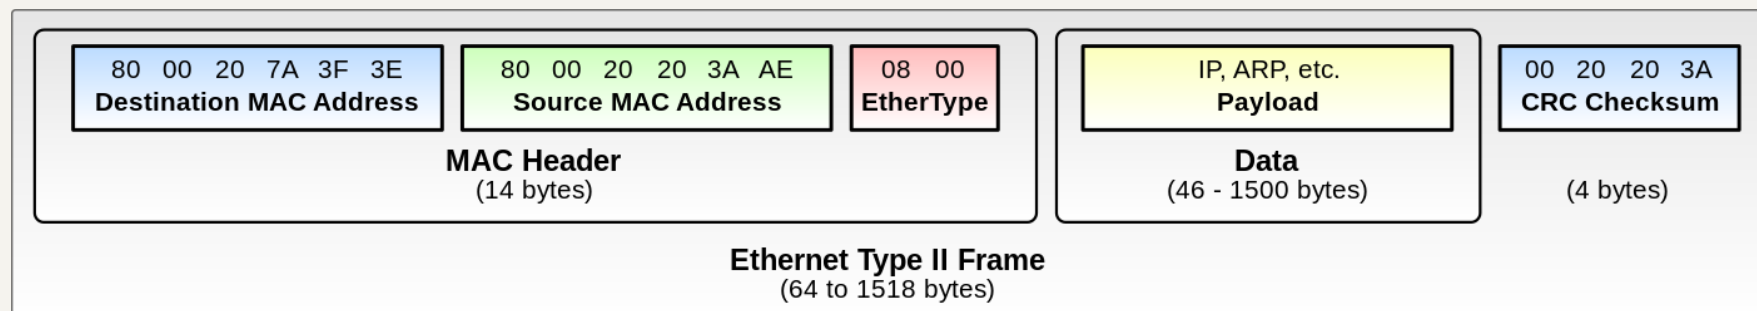 80 00 20 7A 3F 3E
Destination MAC Address
80 00 20 20 3A AE
Source MAC Address
08 00
EtherType
MAC Header
(14 bytes)
IP, ARP, etc.
Payload
Data
(46 - 1500 bytes)
00 20 20 3A
CRC Checksum
(4 bytes)
Ethernet Type II Frame
(64 to 1518 bytes)